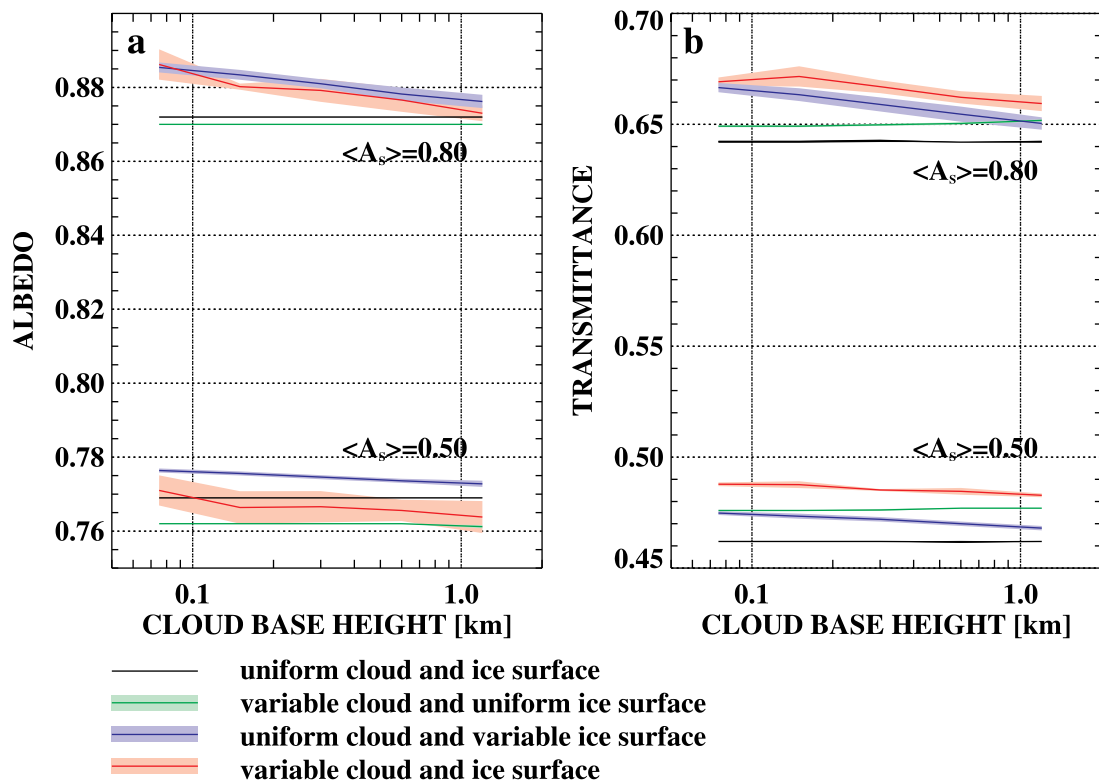 a
ALBEDO
0.88
0.86
0.84
0.82
0.80
0.78
0.76
<As>=0.80
<As>=0.50
0.1
1.0
CLOUD BASE HEIGHT [km]
b
TRANSMITTANCE
0.70
0.65
0.60
0.55
0.50
0.45
<As>=0.80
<As>=0.50
0.1
1.0
CLOUD BASE HEIGHT [km]
uniform cloud and ice surface
variable cloud and uniform ice surface
uniform cloud and variable ice surface
variable cloud and ice surface